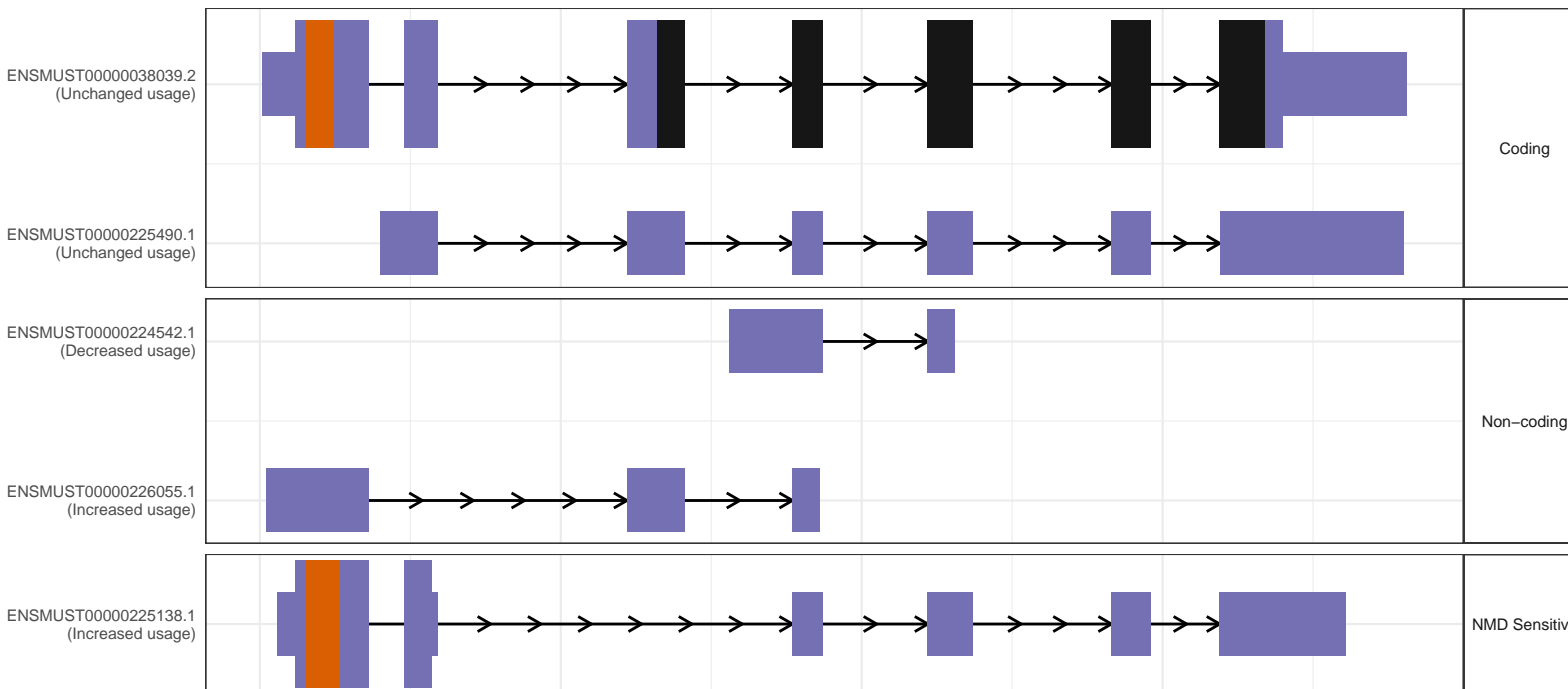 ENSMUST00000038039.2
(Unchanged usage)
Coding
ENSMUST00000225490.1
(Unchanged usage)
ENSMUST00000224542.1
(Decreased usage)
Non−coding
ENSMUST00000226055.1
(Increased usage)
ENSMUST00000225138.1
(Increased usage)
NMD Sensitiv